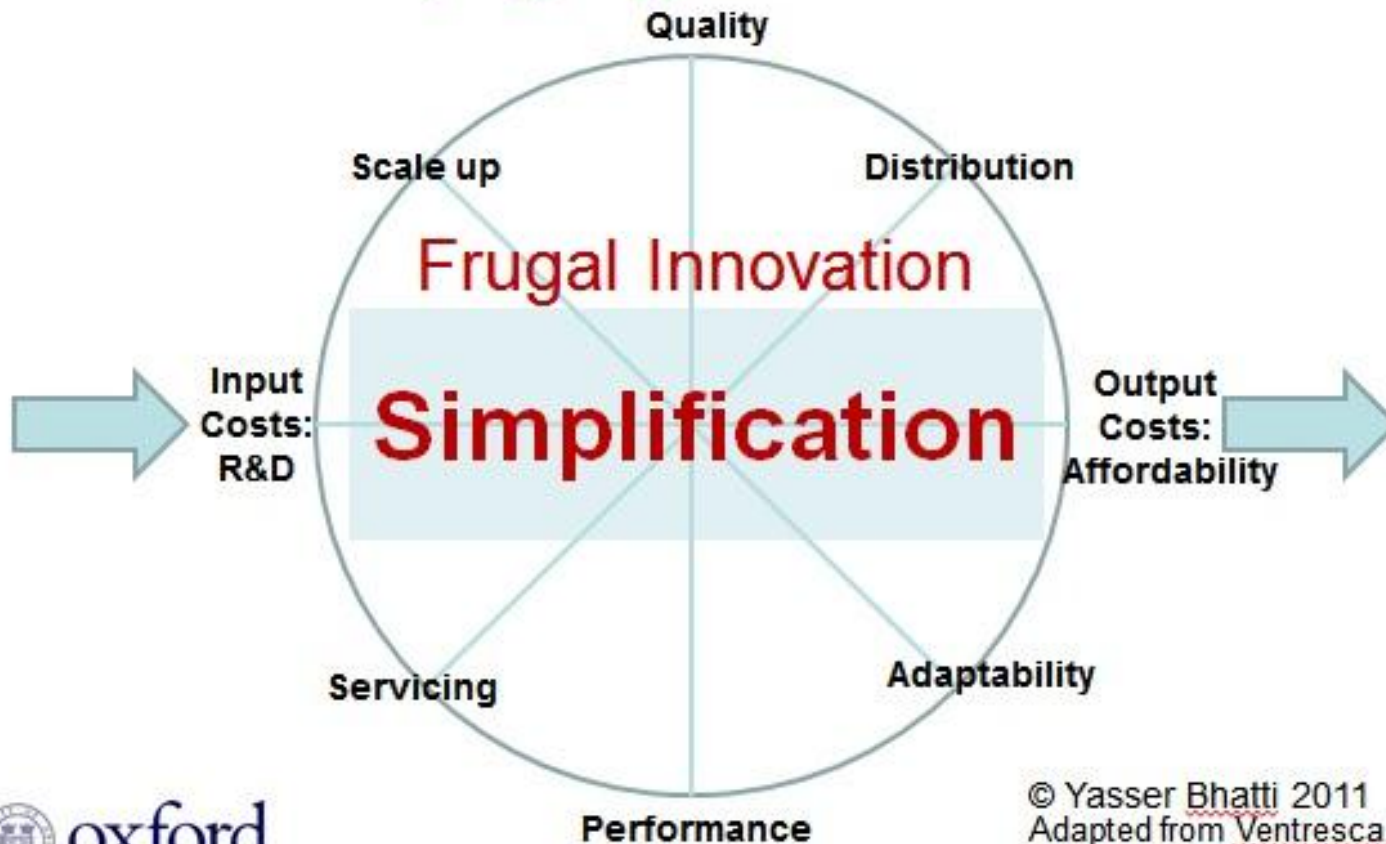 Quality
Scale up
Distribution
Frugal Innovation
Simplification
Input
Costs:
R&D
Output
Costs:
Affordability
Servicing
Adaptability
Performance
oxford
© Yasser Bhatti 2011
Adapted from Ventresca